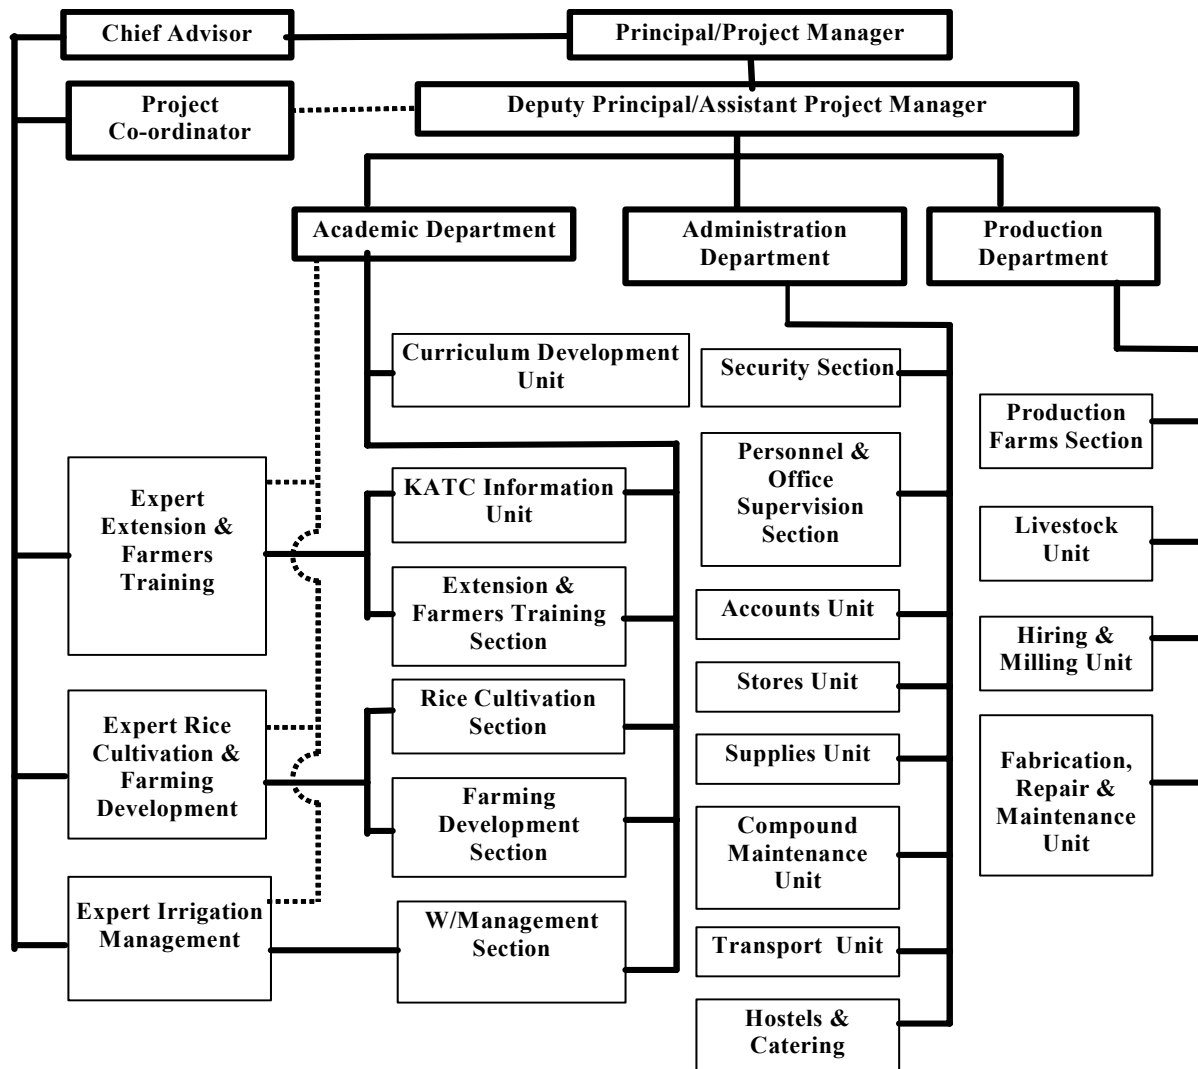 Chief Advisor
Principal/Project Manager
Project
Co-ordinator
Deputy Principal/Assistant Project Manager
Academic Department
Administration
Department
Production
Department
Curriculum Development
Unit
Security Section
Production
Farms Section
Expert
Extension &
Farmers
Training
KATC Information
Unit
Personnel &
Office
Supervision
Section
Livestock
Unit
Extension &
Farmers Training
Section
Accounts Unit
Hiring &
Milling Unit
Expert Rice
Cultivation &
Farming
Development
Rice Cultivation
Section
Stores Unit
Supplies Unit
Fabrication,
Repair &
Maintenance
Unit
Farming
Development
Section
Compound
Maintenance
Unit
Expert Irrigation
Management
W/Management
Section
Transport  Unit
Hostels &
Catering